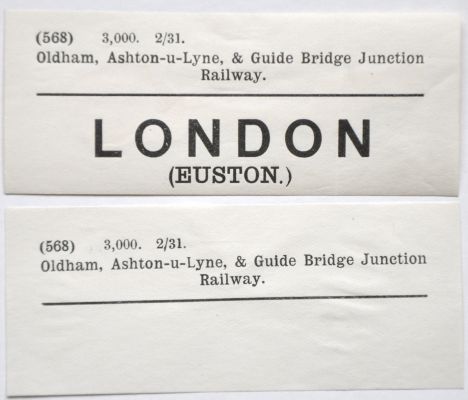 (568) 3,000. 2/31.
Oldham, Ashton-u-Lyne, & Guide Bridge Junction
Railway.
LONDON
(EUSTON.)
(568) 3,000. 2/31.
Oldham, Ashton-u-Lyne, & Guide Bridge Junction
Railway.